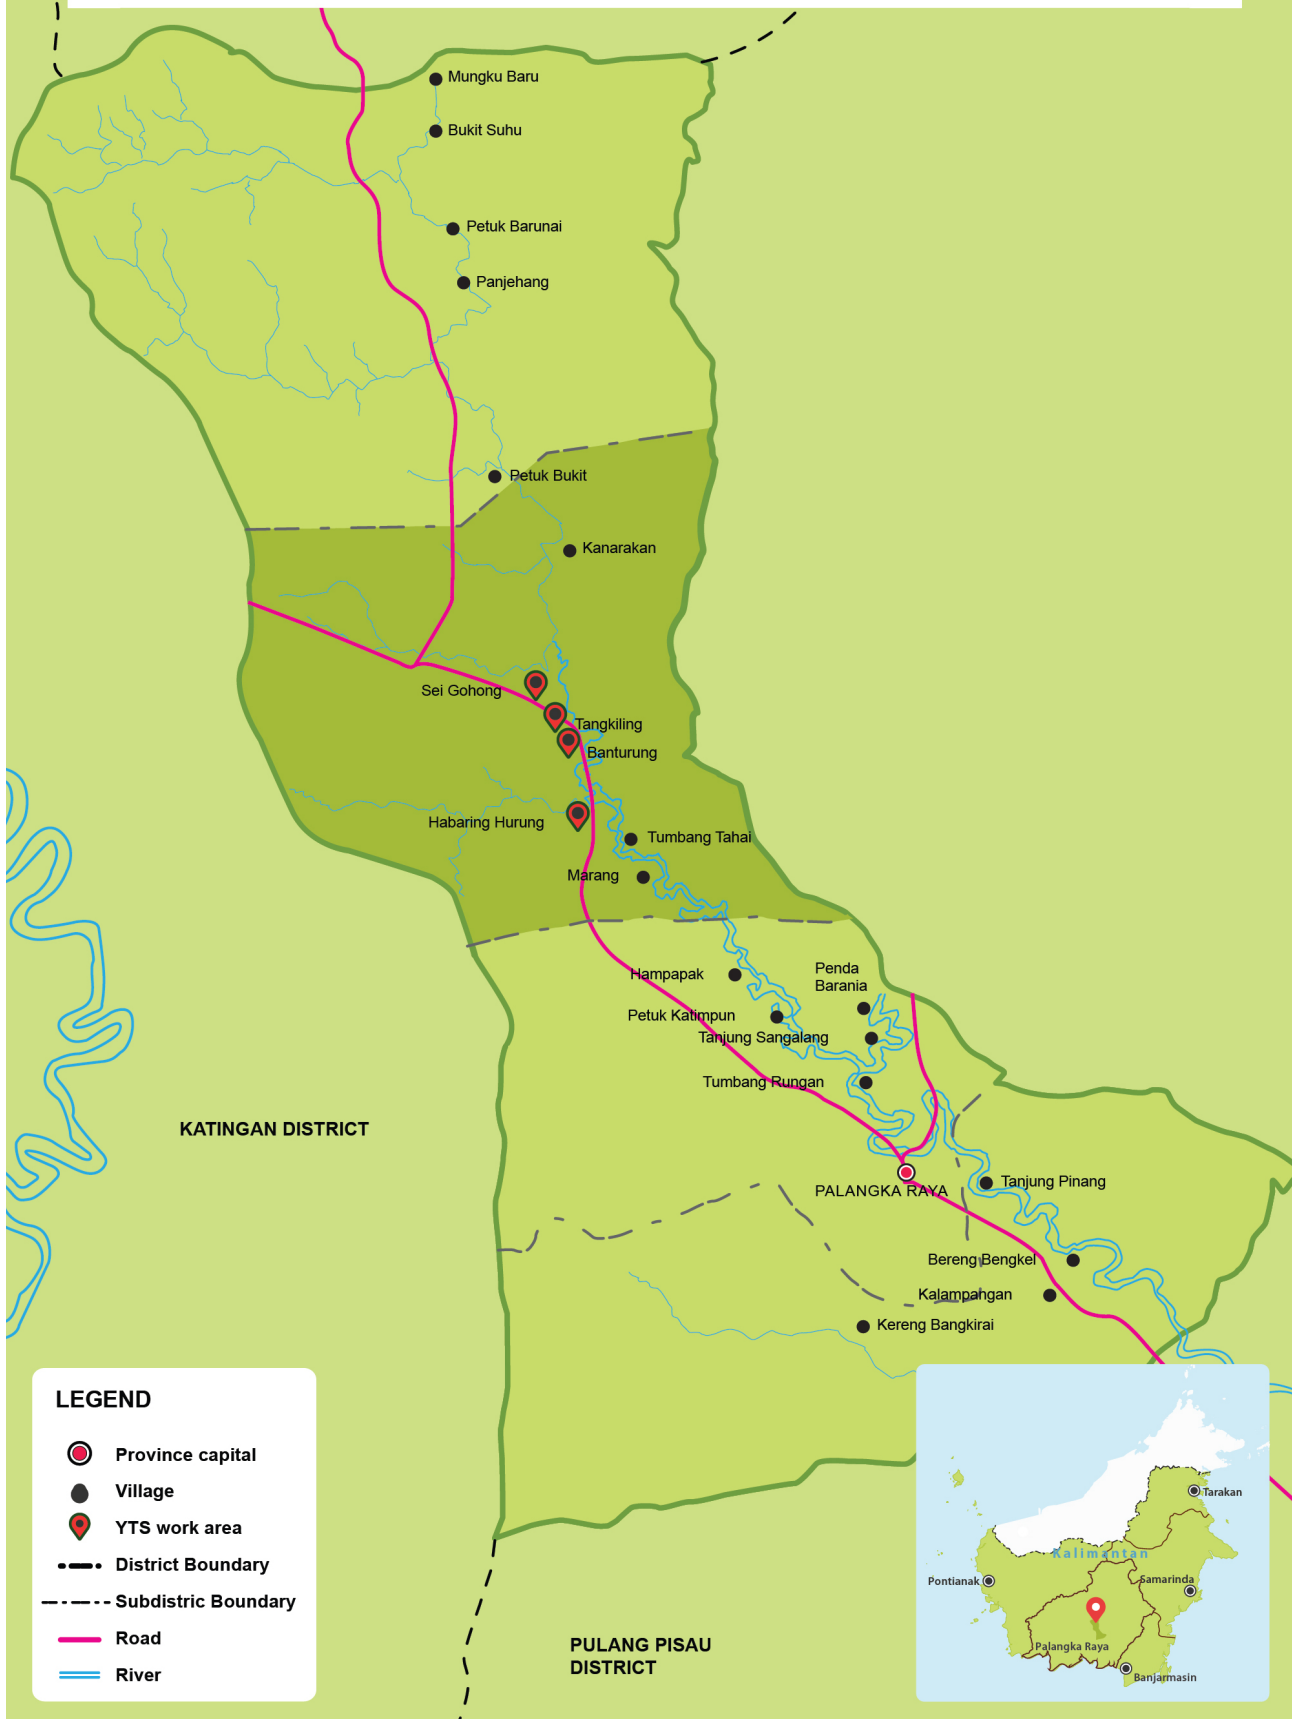 Mungku Baru
Bukit Suhu
Petuk Barunai
Panjehang
Petuk Bukit
Kanarakan
Sei Gohong
Tangkiling
Banturung
Habaring Hurung
Tumbang Tahai
Marang
Hampapak
Penda
Barania
Petuk Katimpun
Tanjung Sangalang
Tumbang Rungan
KATINGAN DISTRICT
PALANGKA RAYA
Tanjung Pinang
Bereng Bengkel
Kalampangan
Kereng Bangkirai
LEGEND
Province capital
Village
YTS work area
District Boundary
Subdistric Boundary
Road
River
PULANG PISAU
DISTRICT
Tarakan
Kalimantan
Pontianak
Samarinda
Palangka Raya
Banjarmasin